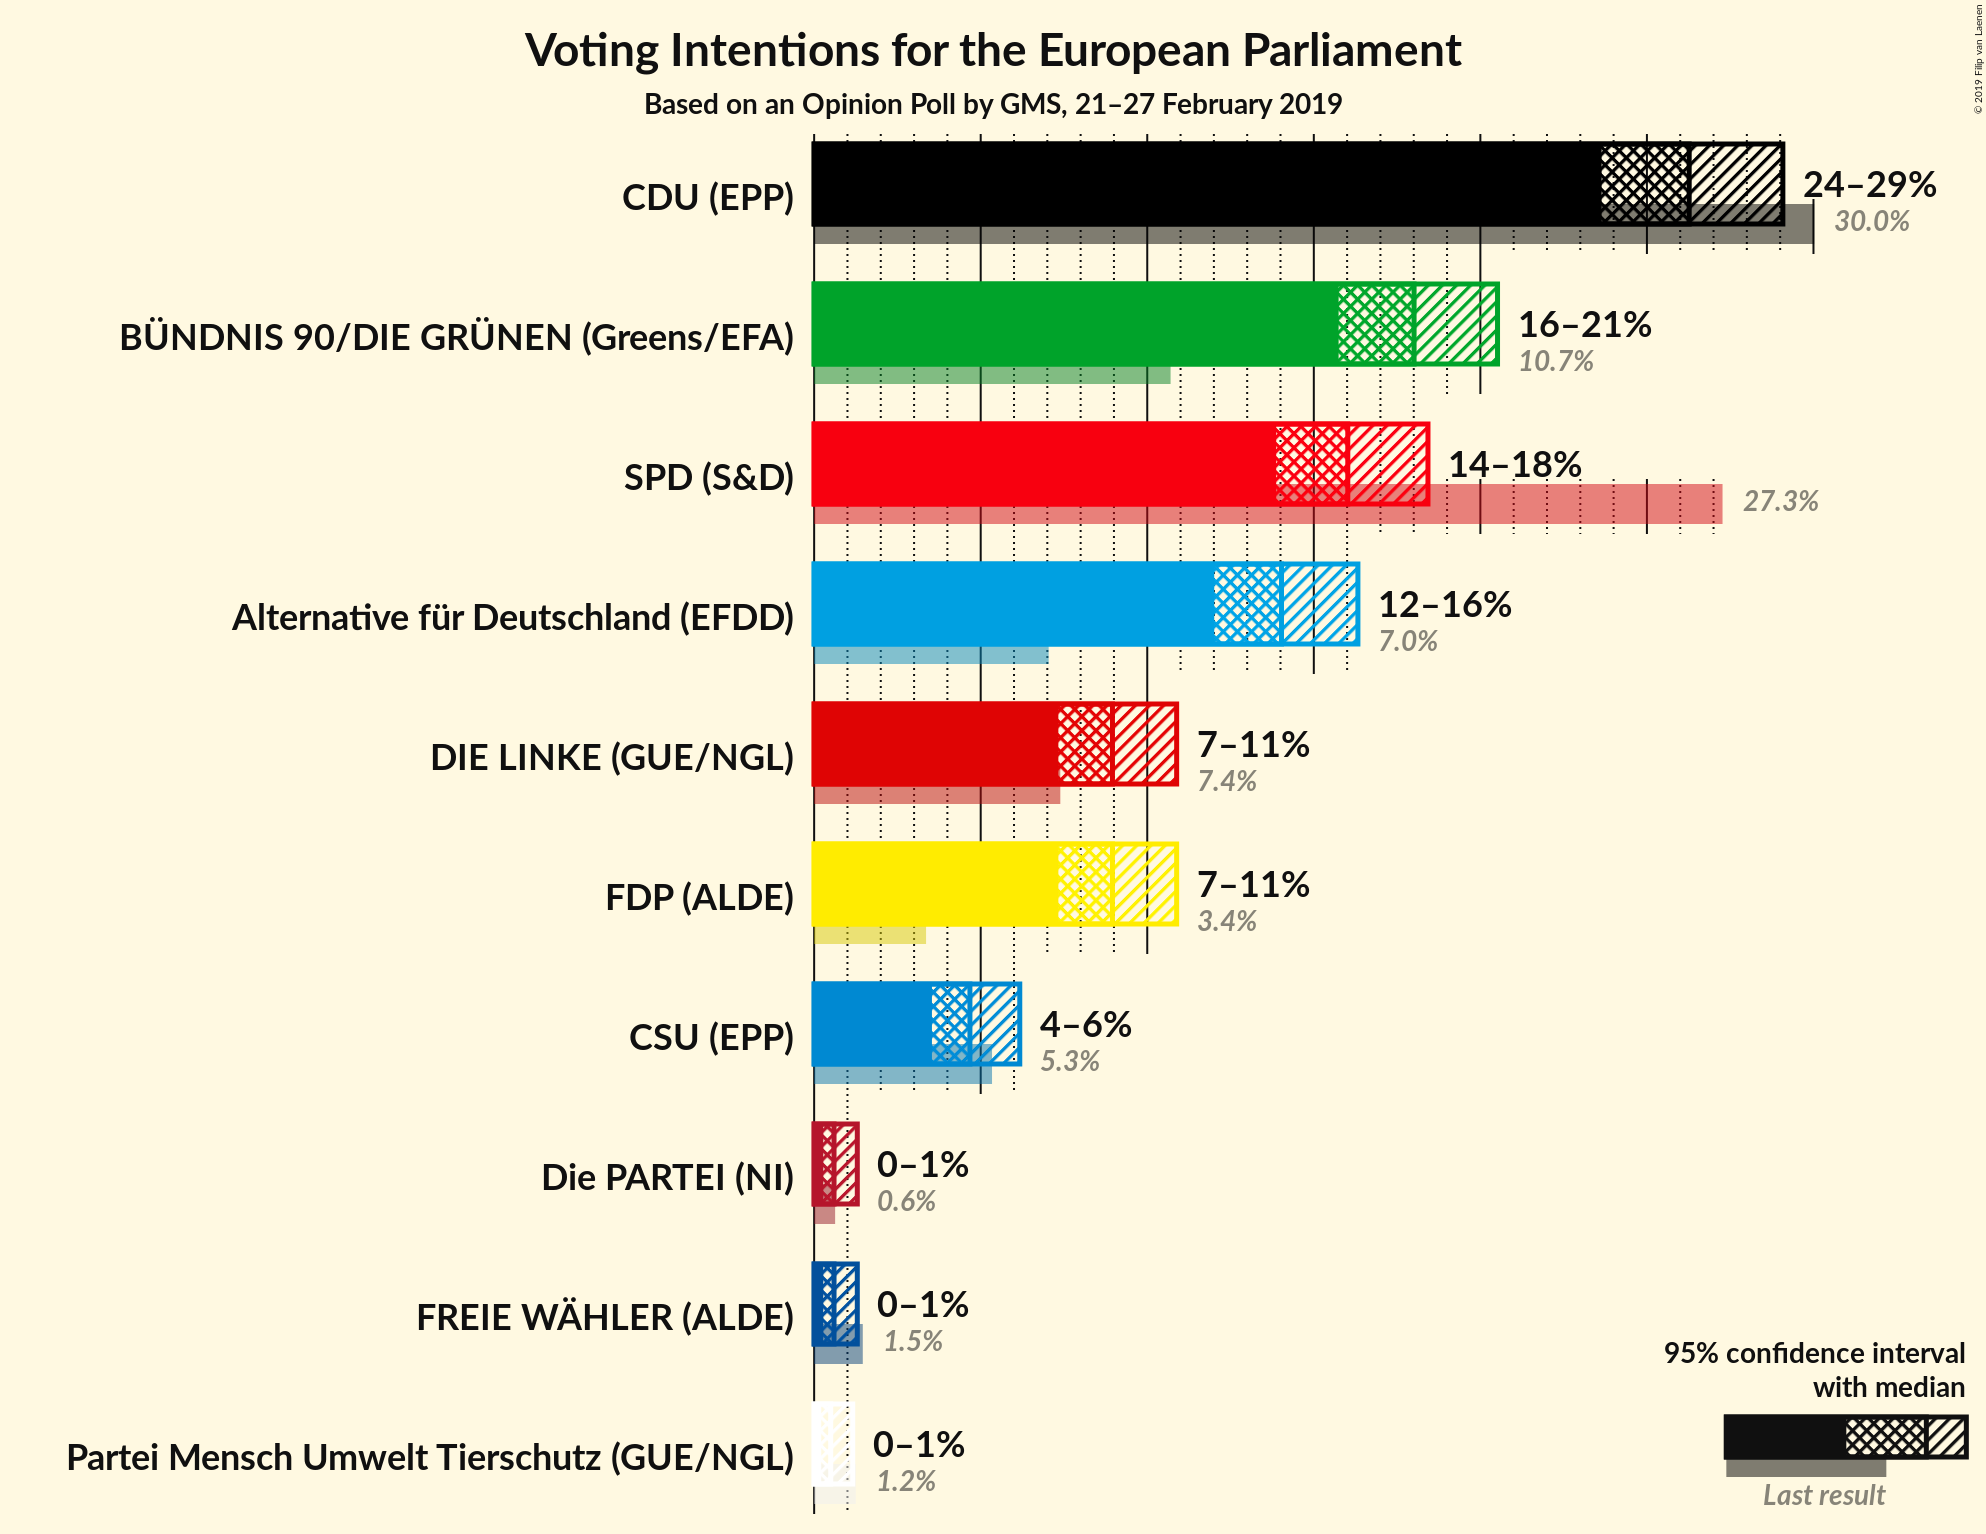 Voting Intentions for the European Parliament
Based on an Opinion Poll by GMS, 21–27 February 2019
© 2019 Filip van Laenen
CDU (EPP)
24–29%
30.0%
BÜNDNIS 90/DIE GRÜNEN (Greens/EFA)
16–21%
10.7%
SPD (S&D)
14–18%
27.3%
Alternative für Deutschland (EFDD)
12–16%
7.0%
DIE LINKE (GUE/NGL)
7–11%
7.4%
FDP (ALDE)
7–11%
3.4%
CSU (EPP)
4–6%
5.3%
Die PARTEI (NI)
0–1%
0.6%
FREIE WÄHLER (ALDE)
0–1%
1.5%
Partei Mensch Umwelt Tierschutz (GUE/NGL)
0–1%
1.2%
95% confidence interval
with median
Last result